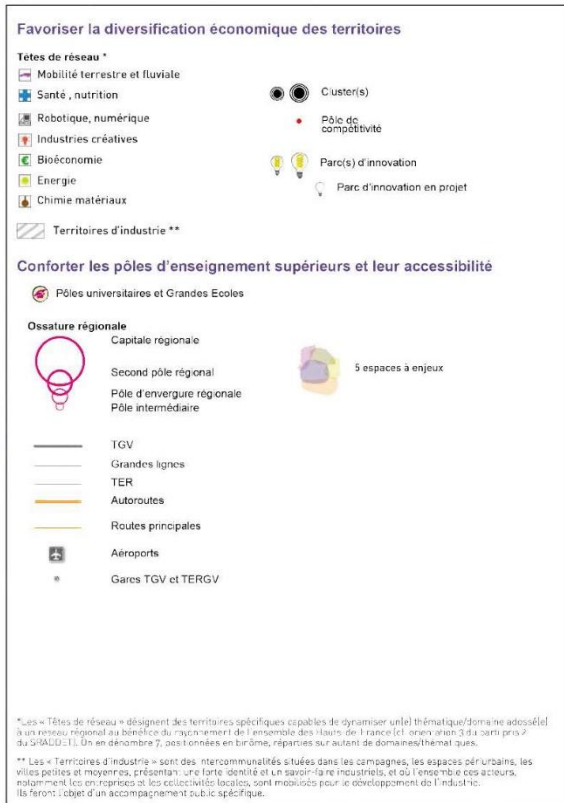 Favoriser la diversification économique des territoires
Têtes de réseau *
Mobilité terrestre et fluviale
Santé , nutrition
Robotique, numérique
Industries créatives
Bioéconomie
Energie
Chimie matériaux
Cluster(s)
Pôle de
compétitivité
Parc(s) d'innovation
Parc d'innovation en projet
Territoires d'industrie **
Conforter les pôles d'enseignement supérieurs et leur accessibilité
Pôles universitaires et Grandes Ecoles
Ossature régionale
Capitale régionale
Second pôle régional
Pôle d'envergure régionale
Pôle intermédiaire
5 espaces à enjeux
TGV
Grandes lignes
TER
Autoroutes
Routes principales
Aéroports
Gares TGV et TERGV
*Les « Têtes de réseau » désignent des territoires spécifiques capables de dynamiser un(e) thématique/domaine adossé(e)
à un réseau régional au bénéfice du rayonnement de l'ensemble des Hauts-de-France (cf. orientation 3 du parti pris 2
du SRADDET). On en dénombre 7, positionnées en binôme, réparties sur autant de domaines/thématiques.
** Les « Territoires d'industrie » sont des intercommunalités situées dans les campagnes, les espaces périurbains, les
villes petites et moyennes, présentant une forte identité et un savoir-faire industriels, et où l'ensemble des acteurs,
notamment les entreprises et les collectivités locales, sont mobilisés pour le développement de l'industrie.
Ils feront l'objet d'un accompagnement public spécifique.